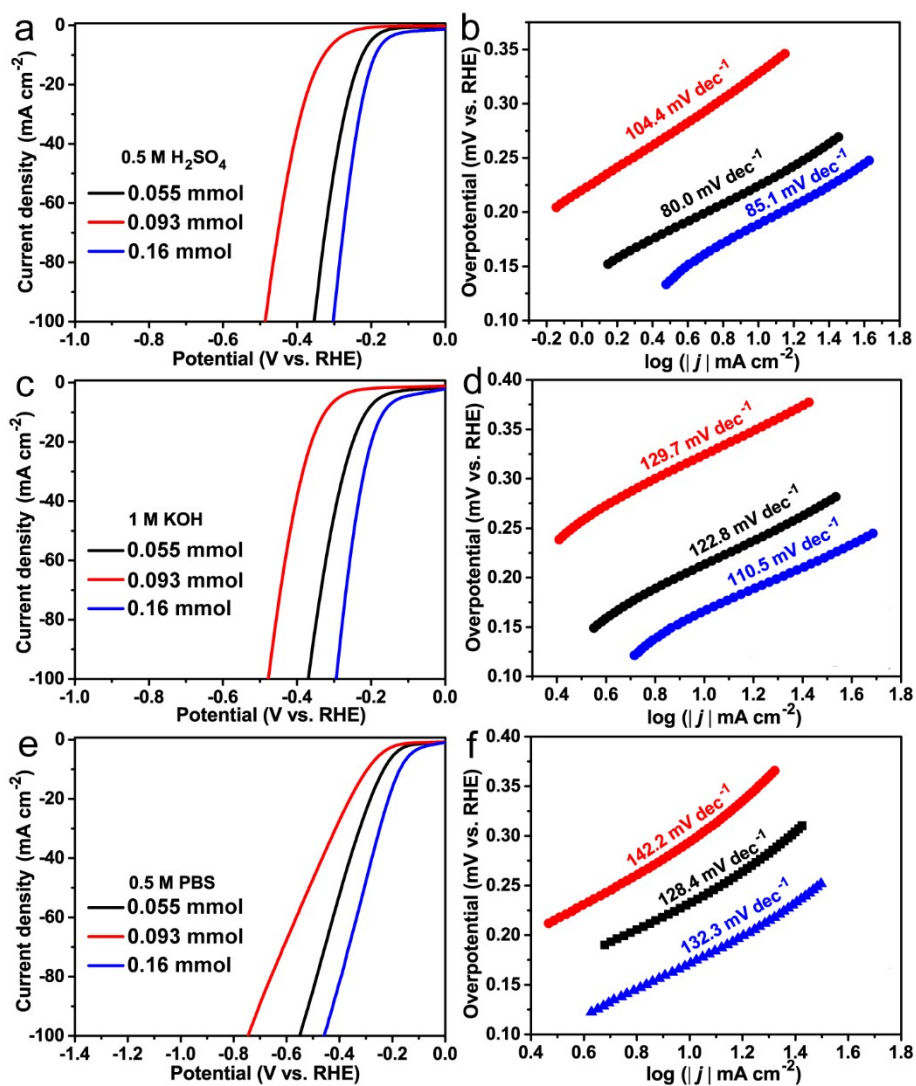 a
0
-20
-40
-60
-80
-100
Current density (mA cm⁻²)
0.5 M H₂SO₄
0.055 mmol
0.093 mmol
0.16 mmol
-1.0 -0.8 -0.6 -0.4 -0.2 0.0
Potential (V vs. RHE)
b
0.35
0.30
0.25
0.20
0.15
0.10
Overpotential (mV vs. RHE)
104.4 mV dec⁻¹
80.0 mV dec⁻¹
85.1 mV dec⁻¹
-0.2 0.2 0.6 1.0 1.4 1.8
log (| j | mA cm⁻²)
c
0
-20
-40
-60
-80
-100
Current density (mA cm⁻²)
1 M KOH
0.055 mmol
0.093 mmol
0.16 mmol
-1.0 -0.8 -0.6 -0.4 -0.2 0.0
Potential (V vs. RHE)
d
0.40
0.35
0.30
0.25
0.20
0.15
0.10
Overpotential (mV vs. RHE)
129.7 mV dec⁻¹
122.8 mV dec⁻¹
110.5 mV dec⁻¹
0.4 0.6 0.8 1.0 1.2 1.4 1.6 1.8
log (| j | mA cm⁻²)
e
0
-20
-40
-60
-80
-100
Current density (mA cm⁻²)
0.5 M PBS
0.055 mmol
0.093 mmol
0.16 mmol
-1.4 -1.2 -1.0 -0.8 -0.6 -0.4 -0.2 0.0
Potential (V vs. RHE)
f
0.40
0.35
0.30
0.25
0.20
0.15
0.10
Overpotential (mV vs. RHE)
142.2 mV dec⁻¹
128.4 mV dec⁻¹
132.3 mV dec⁻¹
0.4 0.6 0.8 1.0 1.2 1.4 1.6 1.8
log (| j | mA cm⁻²)